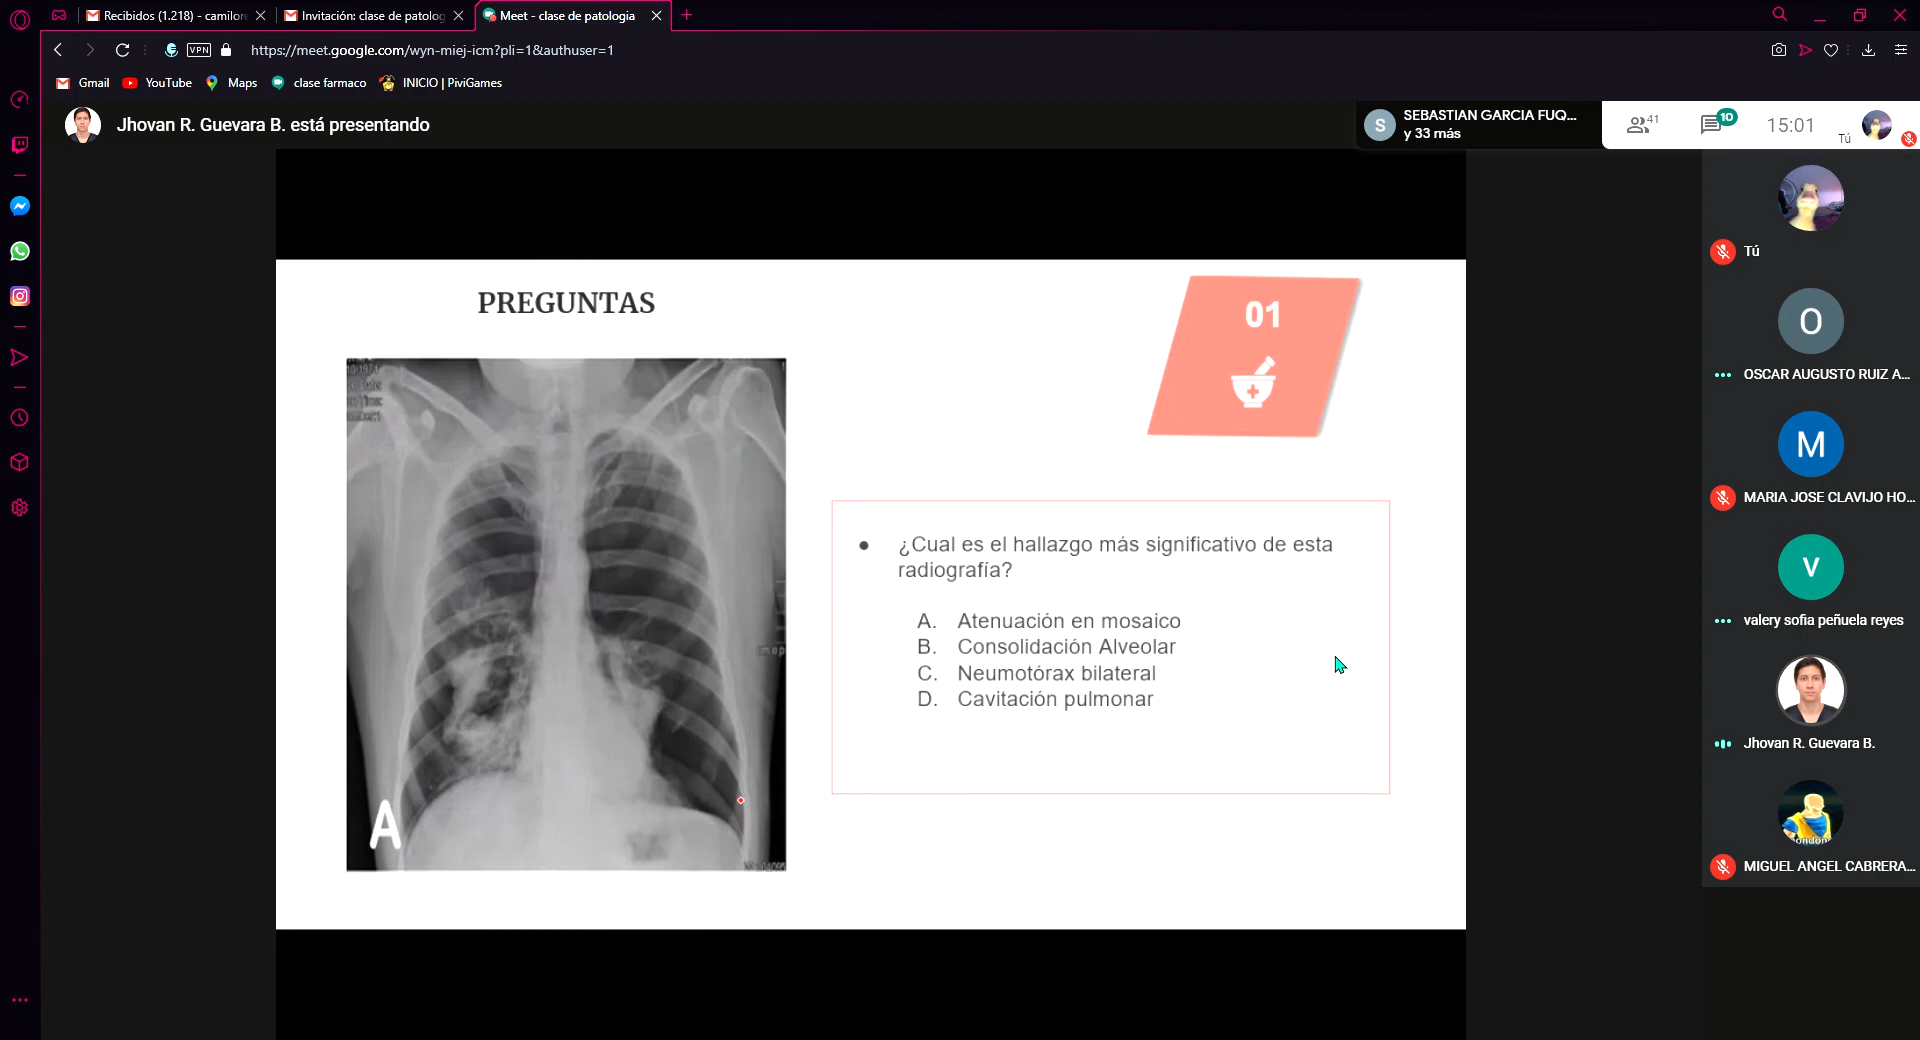 Recibidos (1.218) - camilore
Invitación: clase de patolog
Meet - clase de patologia
VPN
https://meet.google.com/wyn-miej-icm?pli=1&authuser=1
Gmail
YouTube
Maps
clase farmaco
INICIO | PiviGames
Jhovan R. Guevara B. está presentando
S
SEBASTIAN GARCIA FUQ...
y 33 más
41
10
15:01
Tú
Tú
O
OSCAR AUGUSTO RUIZ A...
M
MARIA JOSE CLAVIJO HO...
V
valery sofia peñuela reyes
Jhovan R. Guevara B.
MIGUEL ANGEL CABRERA...
PREGUNTAS
01
A
¿Cual es el hallazgo más significativo de esta
radiografía?
A. Atenuación en mosaico
B. Consolidación Alveolar
C. Neumotórax bilateral
D. Cavitación pulmonar